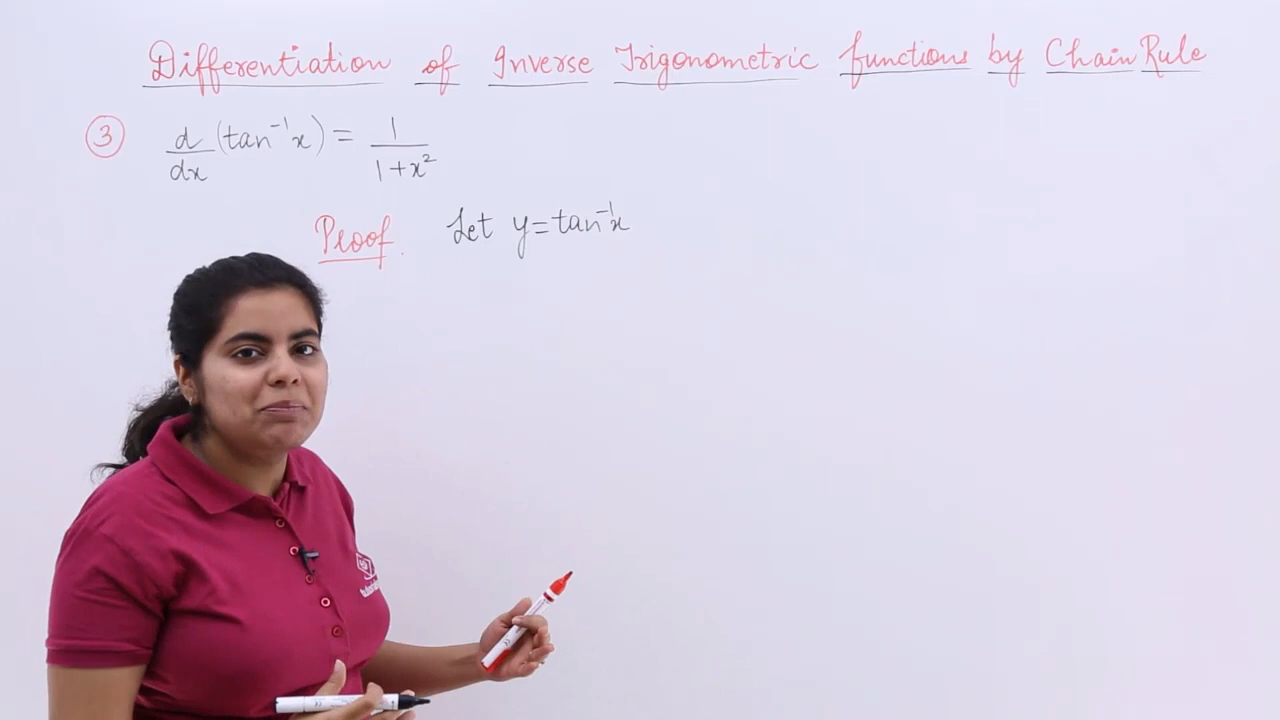 Differentiation of Inverse Trigonometric functions by Chain Rule
③ d/dx (tan⁻¹x) = 1/(1+x²)
Proof. Let y = tan⁻¹x